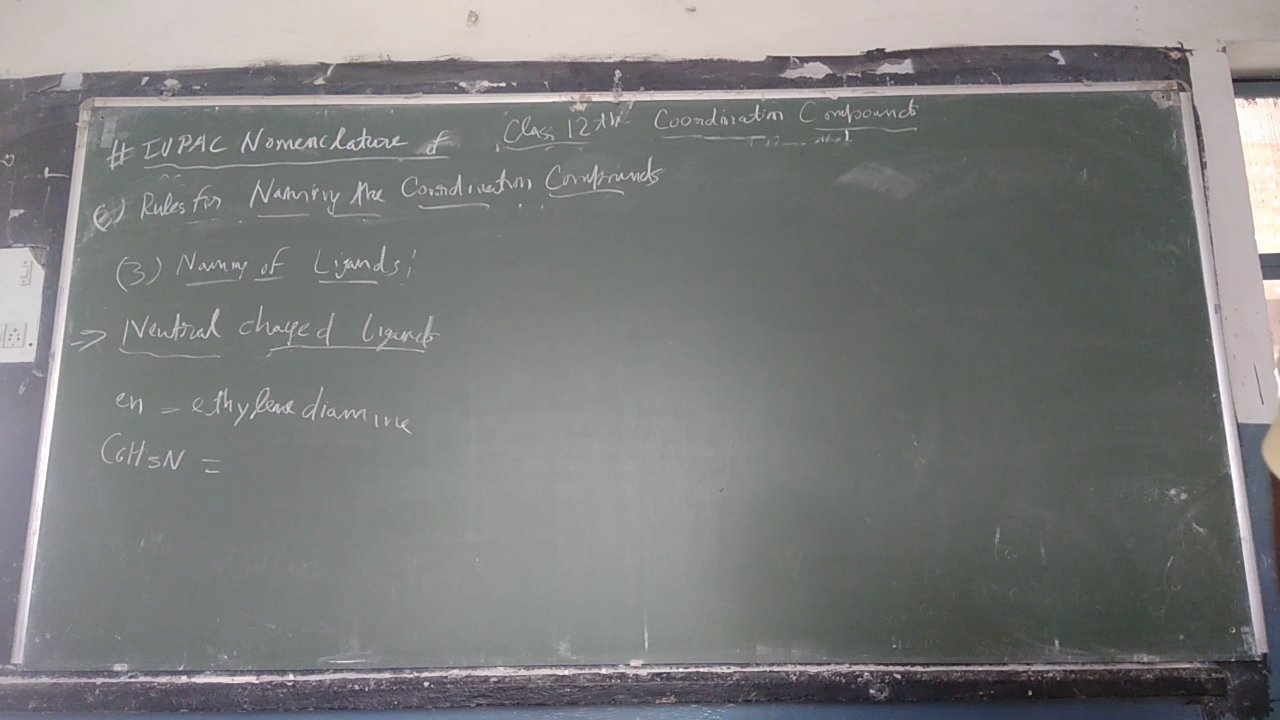 # IUPAC Nomenclature of Class 12th Coordination Compounds
(C) Rules for Naming the Coordination Compounds
(3) Naming of Ligands:
=> Neutral charged Ligands
en = ethylene diamine
C6H5N =